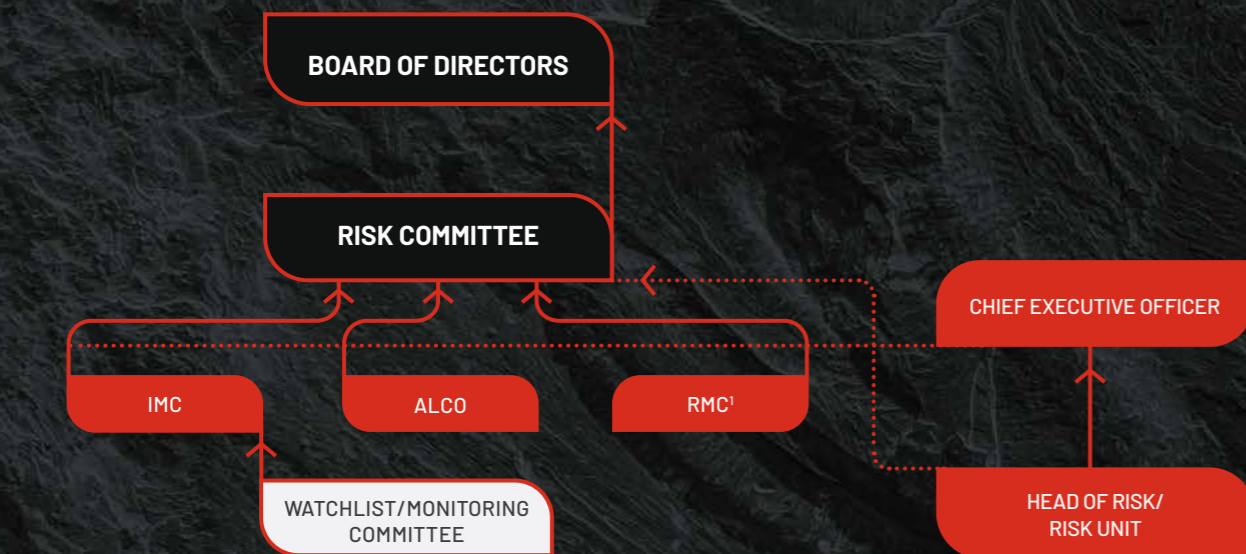 BOARD OF DIRECTORS
RISK COMMITTEE
CHIEF EXECUTIVE OFFICER
IMC
ALCO
RMC¹
WATCHLIST/MONITORING
COMMITTEE
HEAD OF RISK/
RISK UNIT